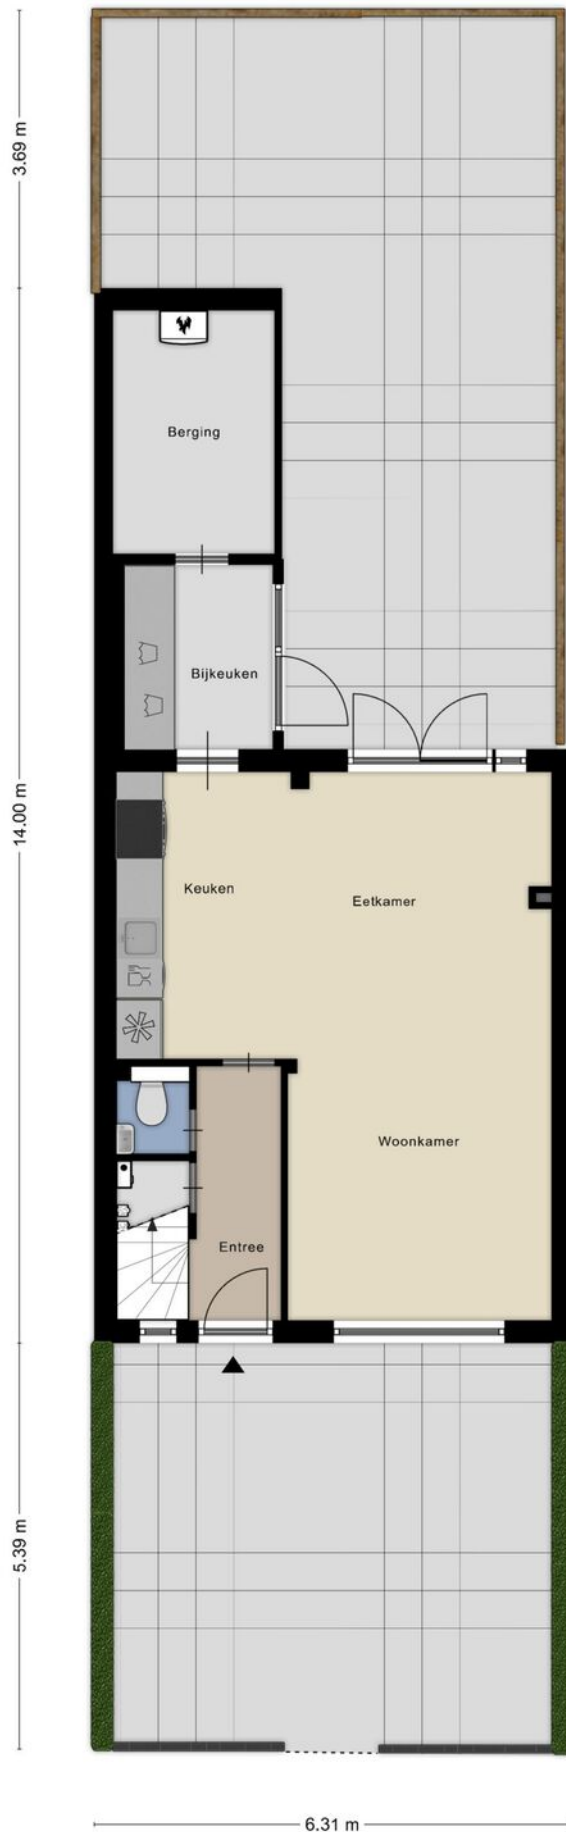 3.69 m
Berging
Bijkeuken
14.00 m
Keuken
Eetkamer
Woonkamer
Entree
5.39 m
6.31 m